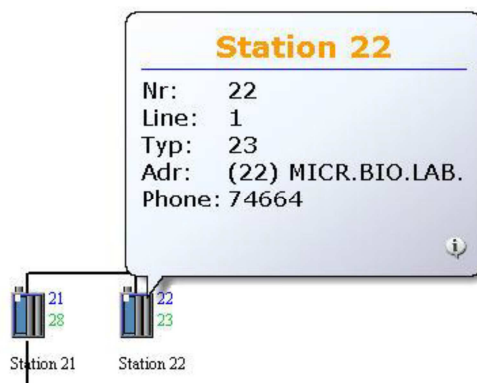 Station 22
Nr: 22
Line: 1
Typ: 23
Adr: (22) MICR.BIO.LAB.
Phone: 74664
i
21
28
Station 21
22
23
Station 22